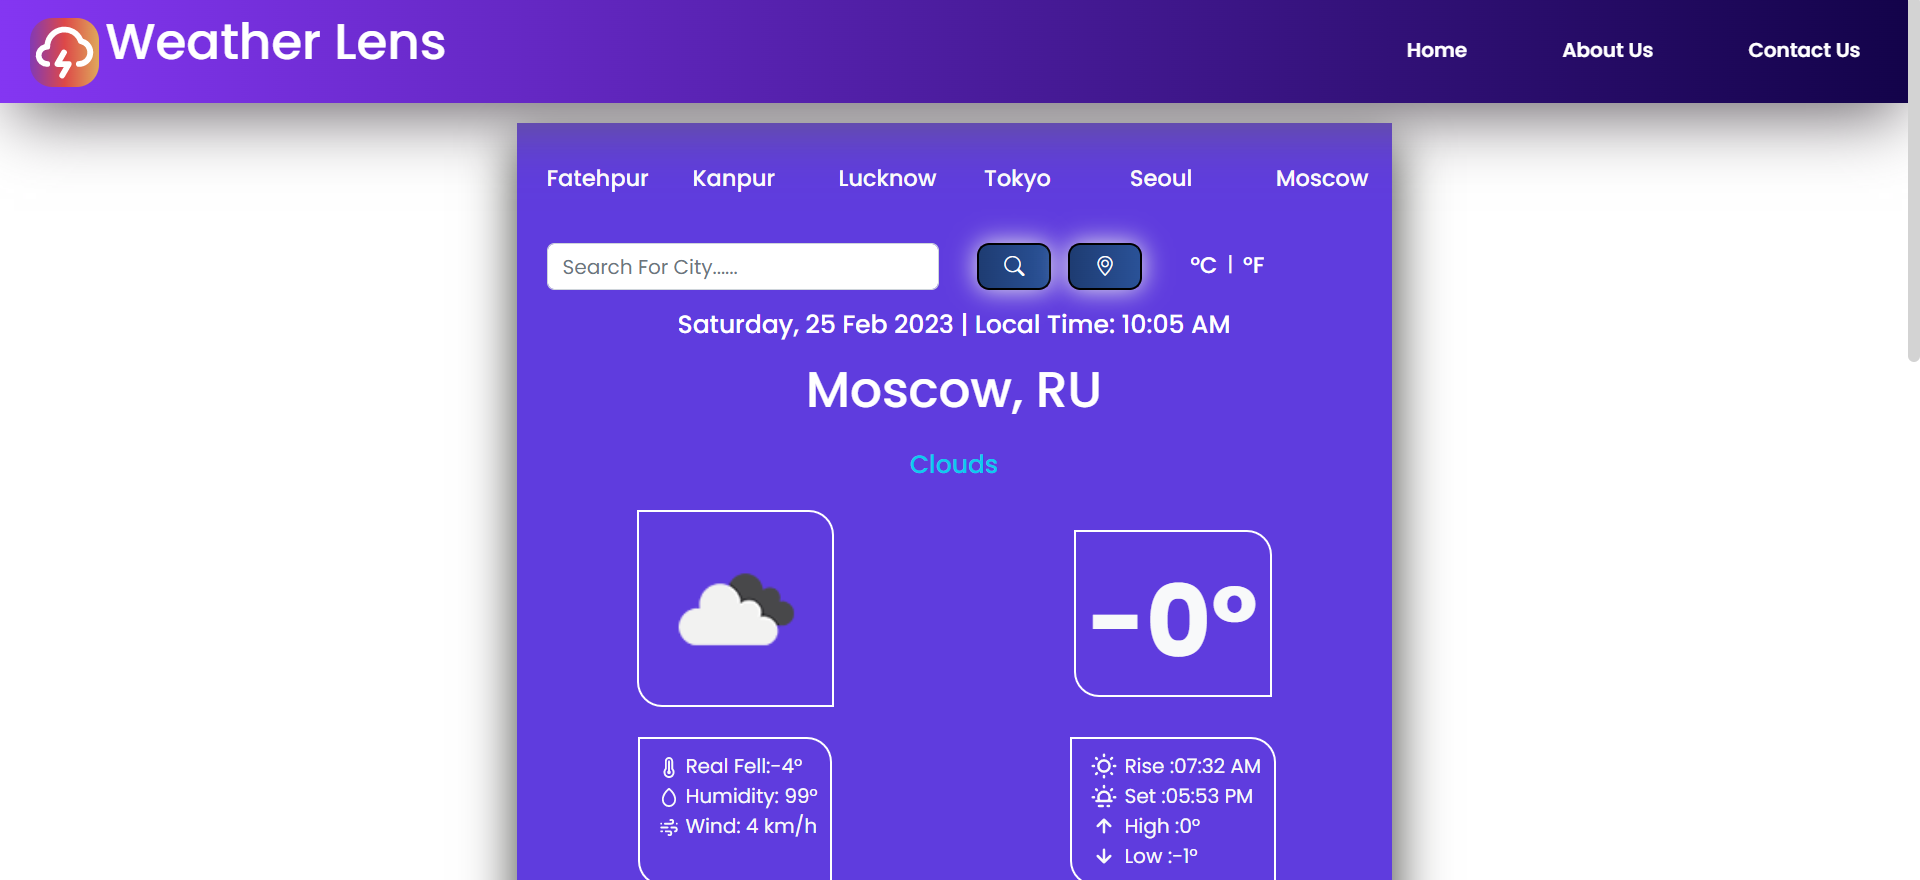 Weather Lens
Home About Us Contact Us
Fatehpur Kanpur Lucknow Tokyo Seoul Moscow
Search For City......
°C | °F
Saturday, 25 Feb 2023 | Local Time: 10:05 AM
Moscow, RU
Clouds
-0°
Real Fell:-4°
Humidity: 99°
Wind: 4 km/h
Rise :07:32 AM
Set :05:53 PM
High :0°
Low :-1°